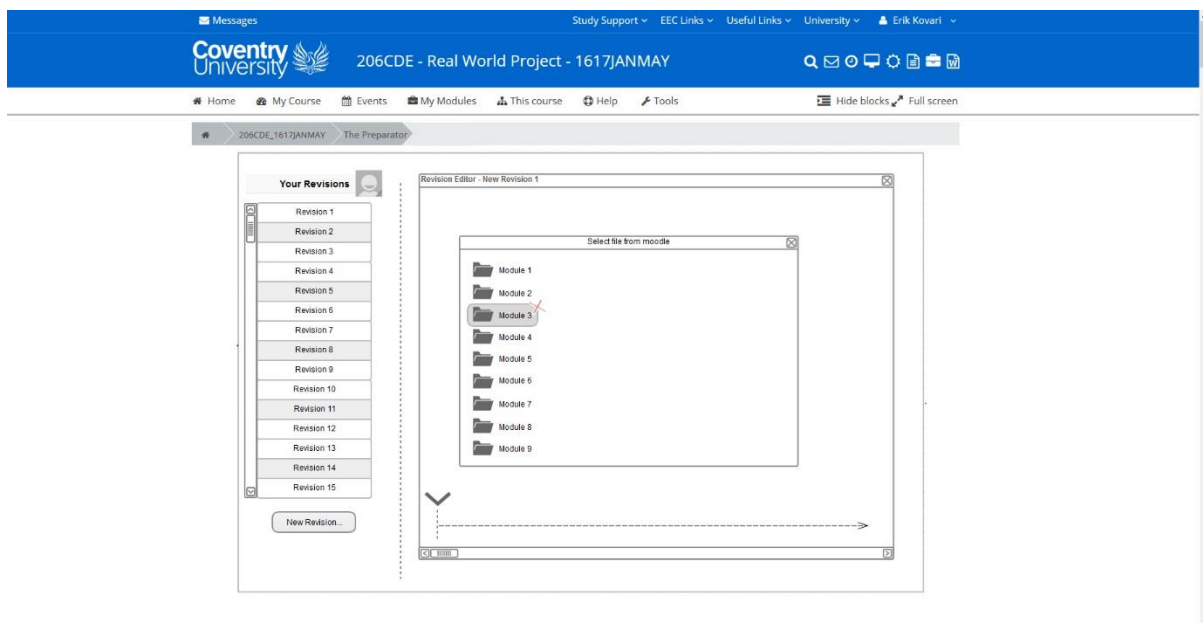 Messages Study Support EEC Links Useful Links University Erik Kovari
Coventry University
206CDE - Real World Project - 1617JANMAY
Home My Course Events My Modules This course Help Tools Hide blocks Full screen
206CDE_1617JANMAY The Preparator
Your Revisions
Revision 1
Revision 2
Revision 3
Revision 4
Revision 5
Revision 6
Revision 7
Revision 8
Revision 9
Revision 10
Revision 11
Revision 12
Revision 13
Revision 14
Revision 15
New Revision...
Revision Editor - New Revision 1
Select file from moodle
Module 1
Module 2
Module 3
Module 4
Module 5
Module 6
Module 7
Module 8
Module 9